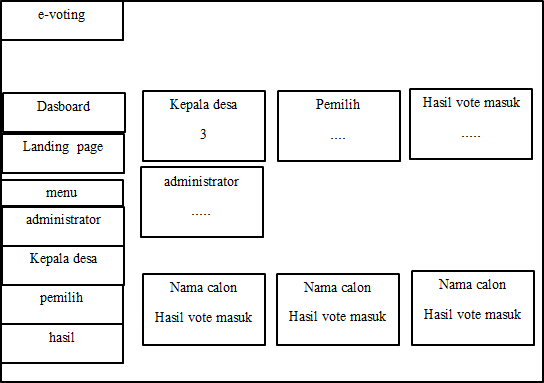 e-voting
Dasboard
Landing page
menu
administrator
Kepala desa
pemilih
hasil
Kepala desa
3
Pemilih
....
Hasil vote masuk
.....
administrator
.....
Nama calon
Hasil vote masuk
Nama calon
Hasil vote masuk
Nama calon
Hasil vote masuk